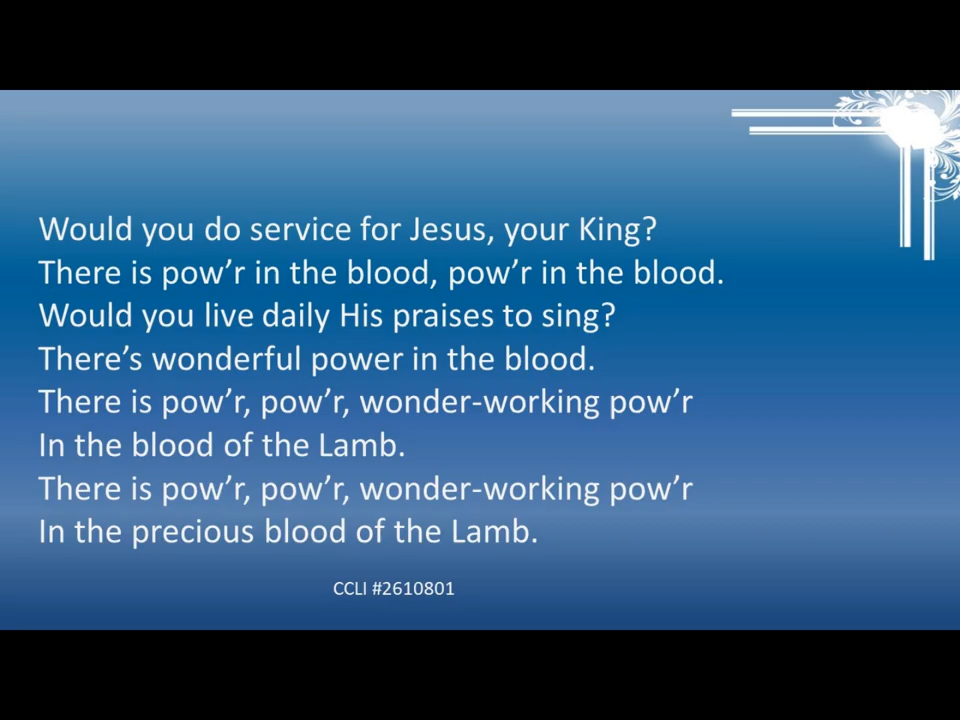 Would you do service for Jesus, your King?
There is pow’r in the blood, pow’r in the blood.
Would you live daily His praises to sing?
There’s wonderful power in the blood.
There is pow’r, pow’r, wonder-working pow’r
In the blood of the Lamb.
There is pow’r, pow’r, wonder-working pow’r
In the precious blood of the Lamb.
CCLI #2610801